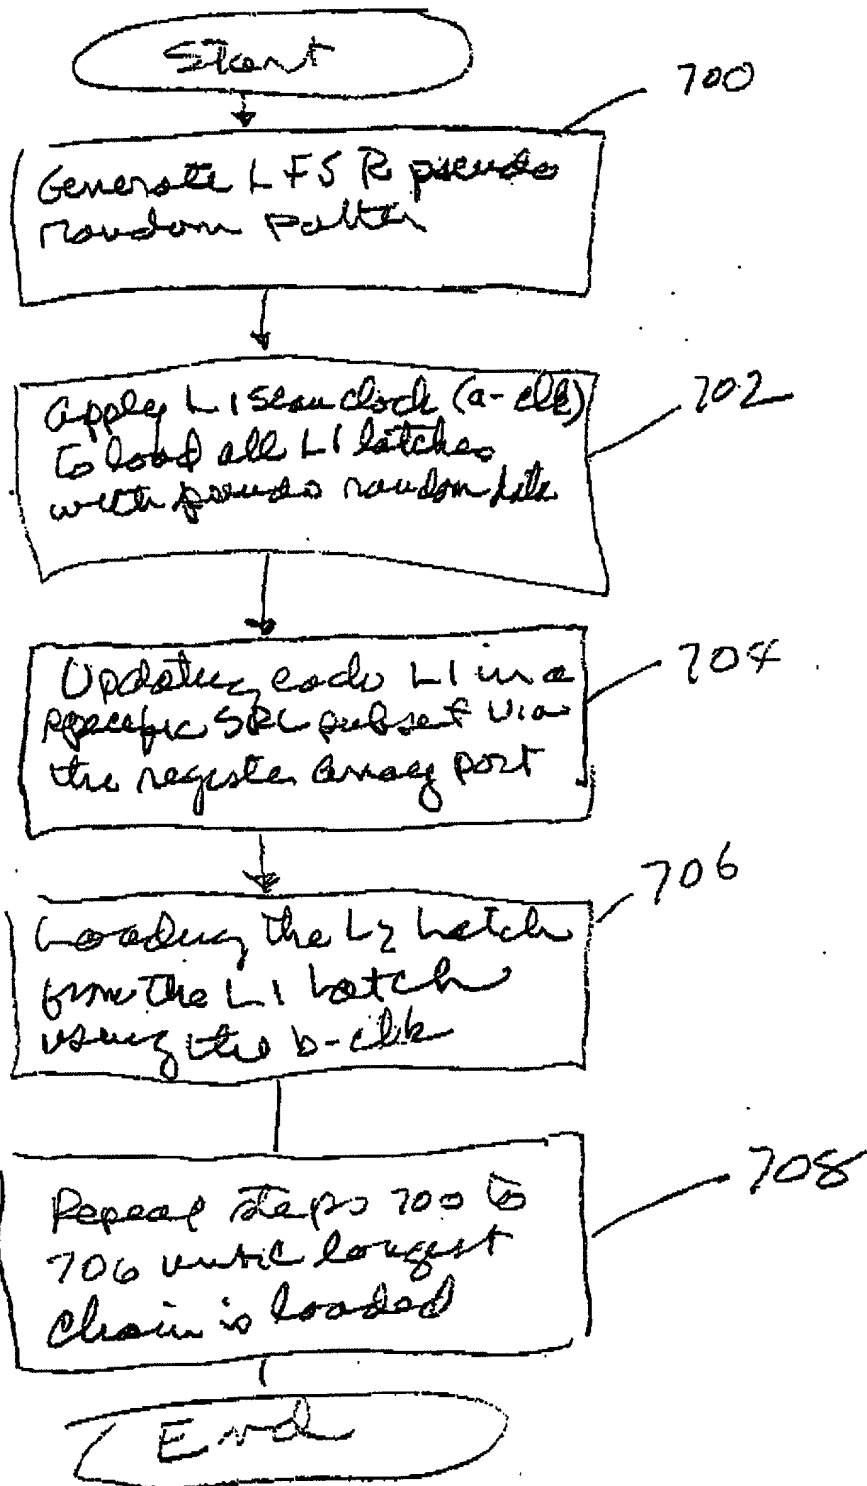 Start
700
Generate LFSR pseudo
random patter
Apply L1 scan clock (a-clk)
702
to load all L1 latches
with pseudo random data
Updating each L1 in a
704
specific SRL subset via
the register array port
706
Loading the L2 Latch
from the L1 Latch
using the b-clk
708
Repeat steps 700 to
706 until longest
chain is loaded
End